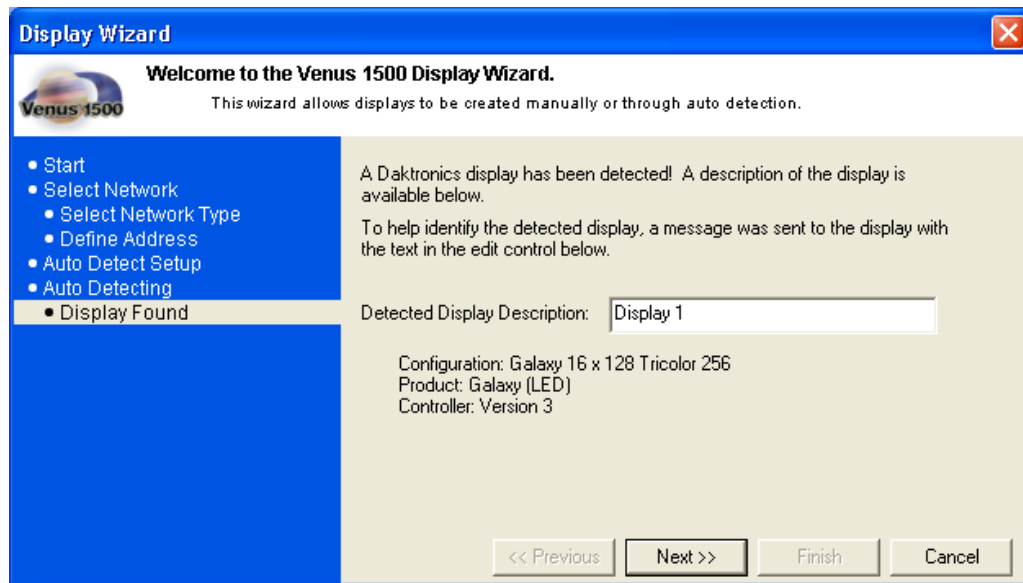 Display Wizard
Welcome to the Venus 1500 Display Wizard.
Venus 1500
This wizard allows displays to be created manually or through auto detection.
Start
Select Network
Select Network Type
Define Address
Auto Detect Setup
Auto Detecting
Display Found
A Daktronics display has been detected! A description of the display is
available below.
To help identify the detected display, a message was sent to the display with
the text in the edit control below.
Detected Display Description: Display 1
Configuration: Galaxy 16 x 128 Tricolor 256
Product: Galaxy (LED)
Controller: Version 3
<< Previous Next >> Finish Cancel